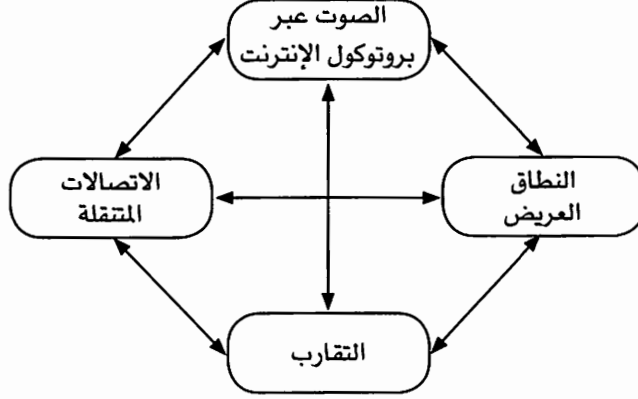 الصوت عبر
بروتوكول الإنترنت
النطاق
العريض
الاتصالات
المتنقلة
التقارب